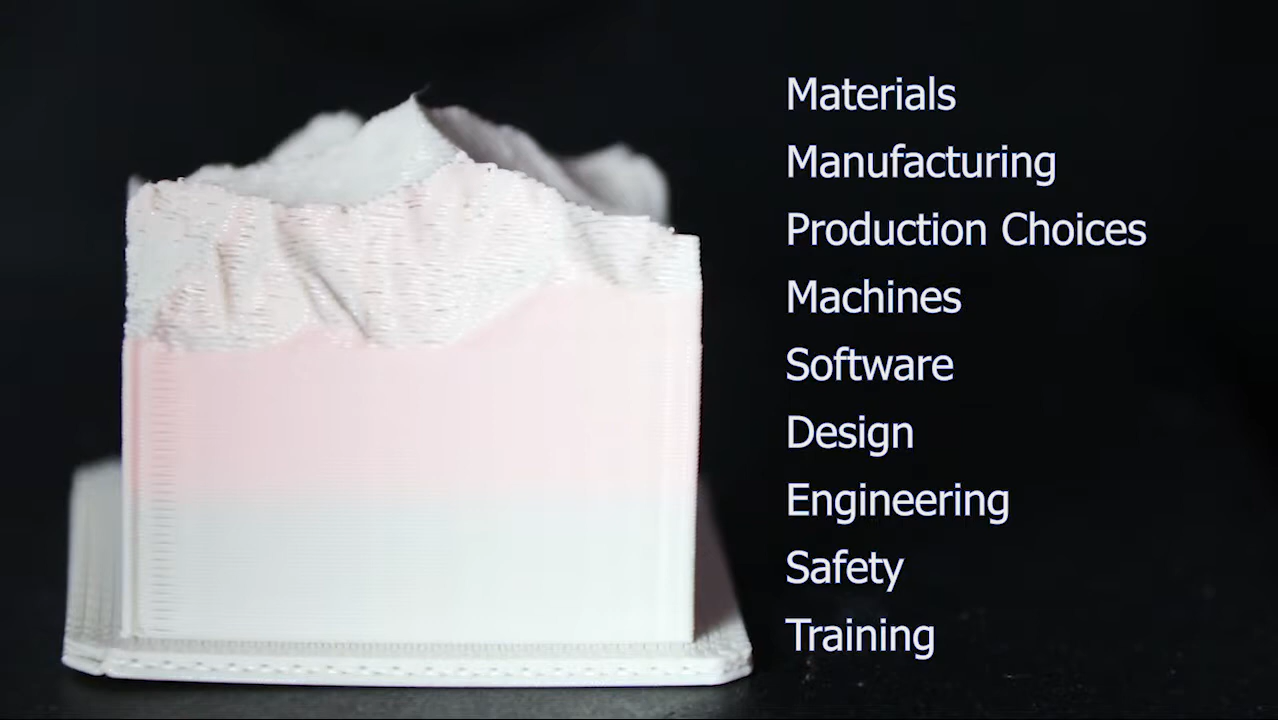 Materials
Manufacturing
Production Choices
Machines
Software
Design
Engineering
Safety
Training